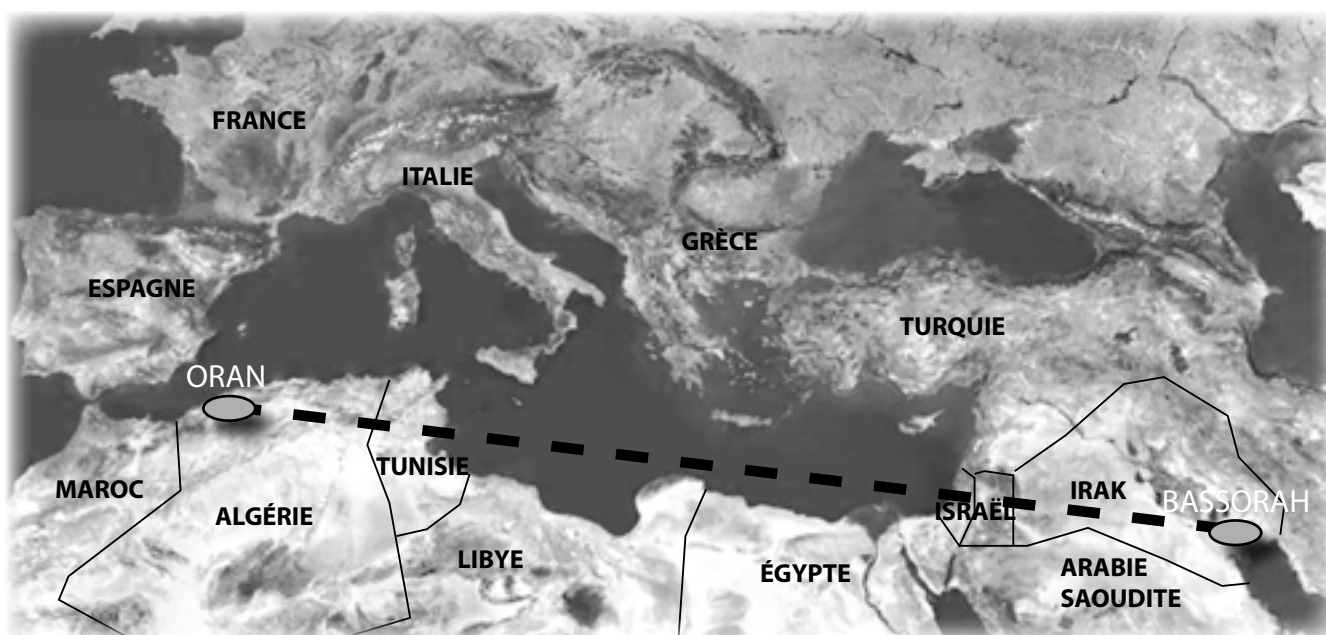 FRANCE
ITALIE
GRÈCE
ESPAGNE
TURQUIE
ORAN
TUNISIE
MAROC
ALGÉRIE
LIBYE
ÉGYPTE
ISRAËL
IRAK
BASSORAH
ARABIE
SAOUDITE